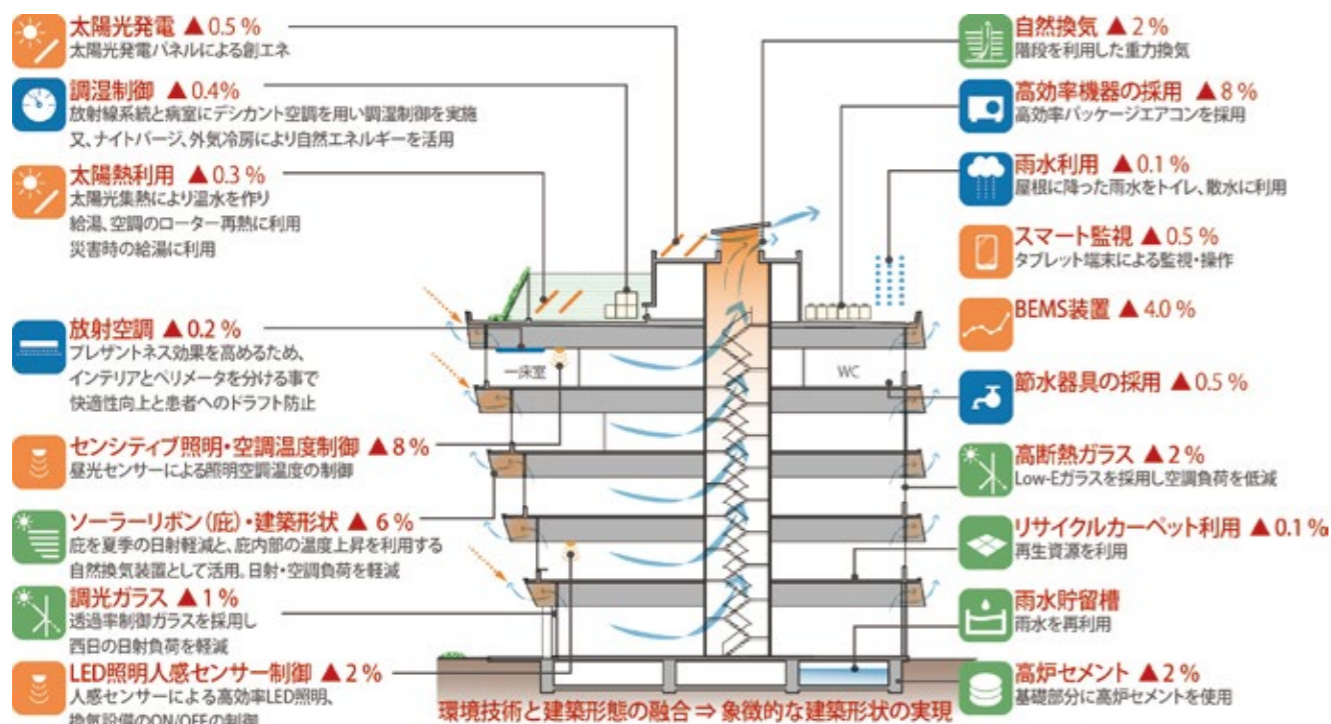 太陽光発電 ▲0.5%
太陽光発電パネルによる創エネ
調湿制御 ▲0.4%
放射線系統と病室にデシカント空調を用い調湿制御を実施
又、ナイトパージ、外気冷房により自然エネルギーを活用
太陽熱利用 ▲0.3%
太陽光集熱により温水を作り
給湯、空調のローター再熱に利用
災害時の給湯に利用
放射空調 ▲0.2%
プレザントネス効果を高めるため、
インテリアとペリメータを分ける事で
快適性向上と患者へのドラフト防止
センシティブ照明・空調温度制御 ▲8%
昼光センサーによる照明空調温度の制御
ソーラーリボン(庇)・建築形状 ▲6%
庇を夏季の日射軽減と、庇内部の温度上昇を利用する
自然換気装置として活用。日射・空調負荷を軽減
調光ガラス ▲1%
透過率制御ガラスを採用し
西日の日射負荷を軽減
LED照明人感センサー制御 ▲2%
人感センサーによる高効率LED照明、
換気設備のON/OFFの制御
一床室
WC
自然換気 ▲2%
階段を利用した重力換気
高効率機器の採用 ▲8%
高効率パッケージエアコンを採用
雨水利用 ▲0.1%
屋根に降った雨水をトイレ、散水に利用
スマート監視 ▲0.5%
タブレット端末による監視・操作
BEMS装置 ▲4.0%
節水器具の採用 ▲0.5%
高断熱ガラス ▲2%
Low-Eガラスを採用し空調負荷を低減
リサイクルカーペット利用 ▲0.1%
再生資源を利用
雨水貯留槽
雨水を再利用
高炉セメント ▲2%
基礎部分に高炉セメントを使用
環境技術と建築形態の融合 ⇒ 象徴的な建築形状の実現